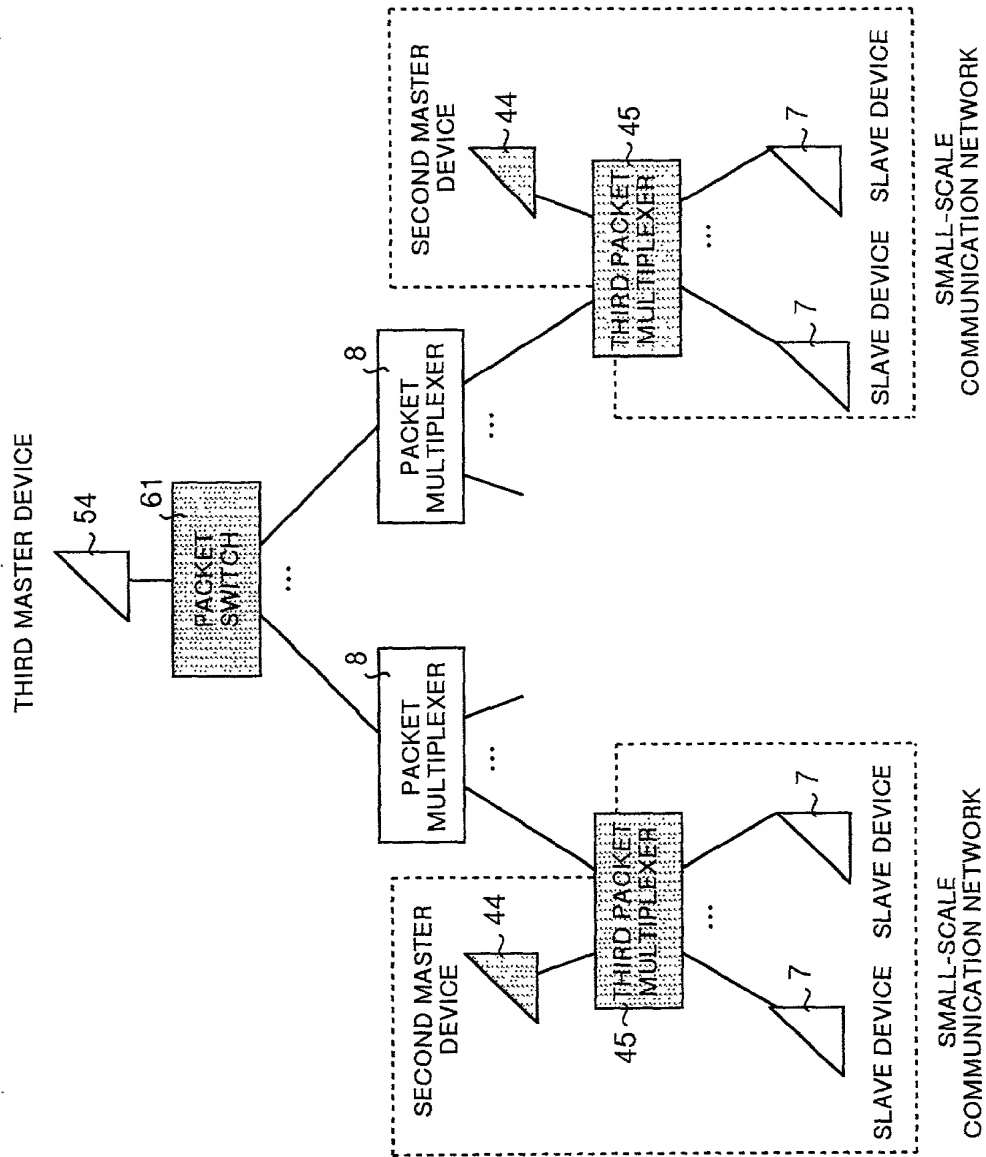 THIRD MASTER DEVICE
54
61
PACKET
SWITCH
...
8
PACKET
MULTIPLEXER
...
8
PACKET
MULTIPLEXER
...
SECOND MASTER
DEVICE
44
45
THIRD PACKET
MULTIPLEXER
...
7
7
SLAVE DEVICE
SLAVE DEVICE
SMALL-SCALE
COMMUNICATION NETWORK
SECOND MASTER
DEVICE
44
45
THIRD PACKET
MULTIPLEXER
...
7
7
SLAVE DEVICE
SLAVE DEVICE
SMALL-SCALE
COMMUNICATION NETWORK